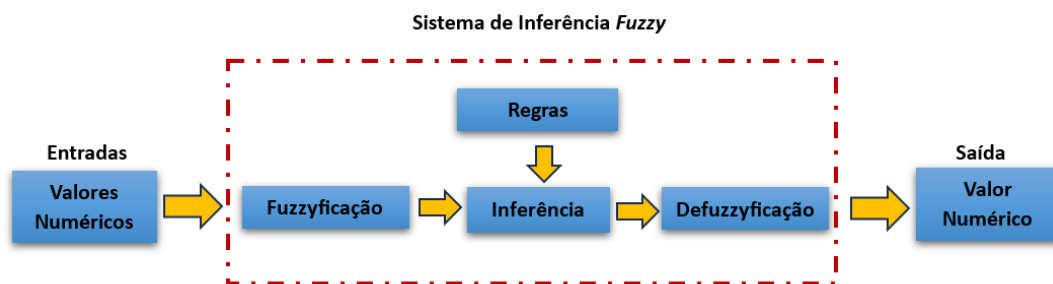 Sistema de Inferência Fuzzy
Regras
Entradas
Valores
Numéricos
Fuzzyficação
Inferência
Defuzzyficação
Saída
Valor
Numérico